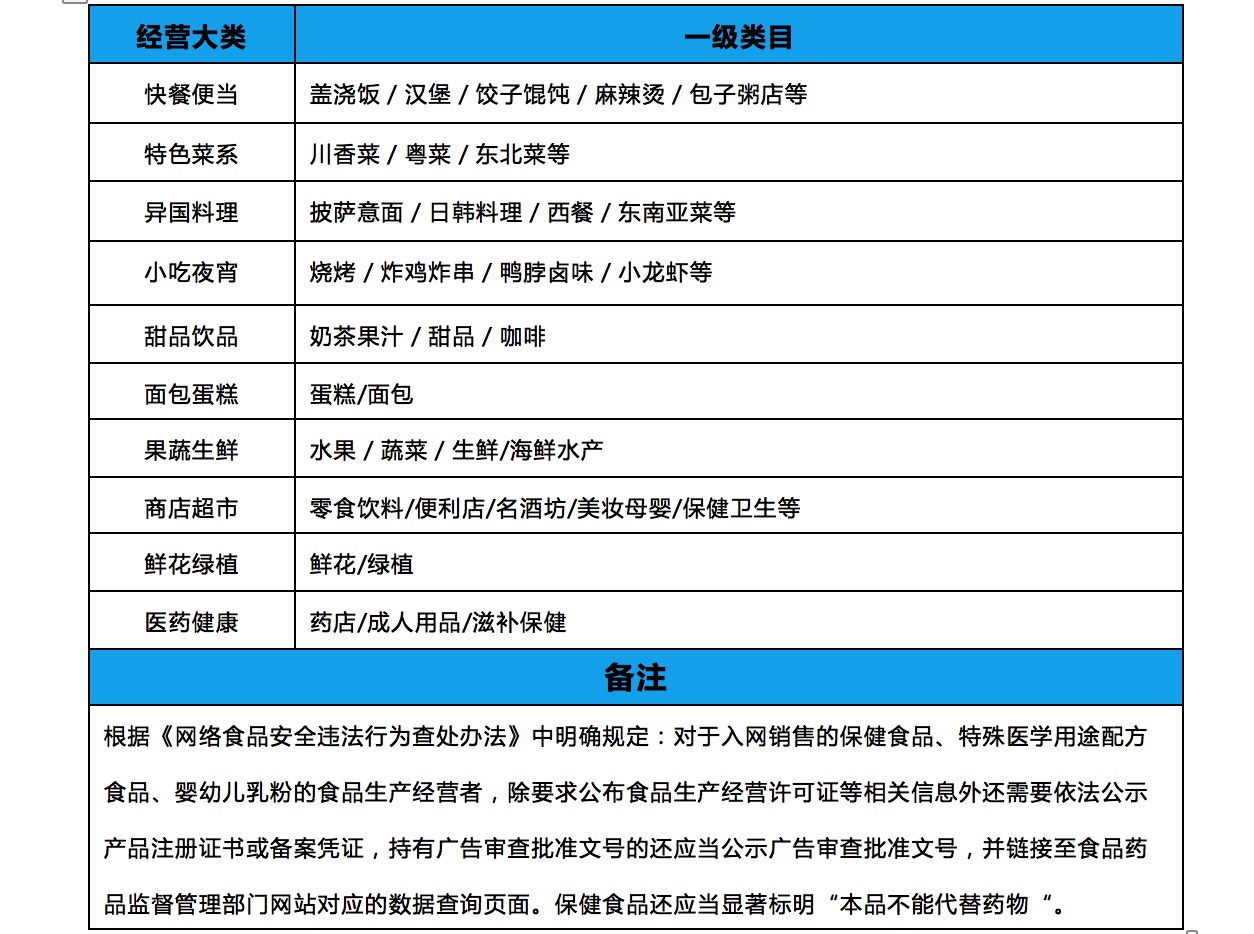 经营大类 一级类目
快餐便当 盖浇饭 / 汉堡 / 饺子馄饨 / 麻辣烫 / 包子粥店等
特色菜系 川香菜 / 粤菜 / 东北菜等
异国料理 披萨意面 / 日韩料理 / 西餐 / 东南亚菜等
小吃夜宵 烧烤 / 炸鸡炸串 / 鸭脖卤味 / 小龙虾等
甜品饮品 奶茶果汁 / 甜品 / 咖啡
面包蛋糕 蛋糕/面包
果蔬生鲜 水果 / 蔬菜 / 生鲜/海鲜水产
商店超市 零食饮料/便利店/名酒坊/美妆母婴/保健卫生等
鲜花绿植 鲜花/绿植
医药健康 药店/成人用品/滋补保健
备注
根据《网络食品安全违法行为查处办法》中明确规定：对于入网销售的保健食品、特殊医学用途配方
食品、婴幼儿乳粉的食品生产经营者，除要求公布食品生产经营许可证等相关信息外还需要依法公示
产品注册证书或备案凭证，持有广告审查批准文号的还应当公示广告审查批准文号，并链接至食品药
品监督管理部门网站对应的数据查询页面。保健食品还应当显著标明“本品不能代替药物“。